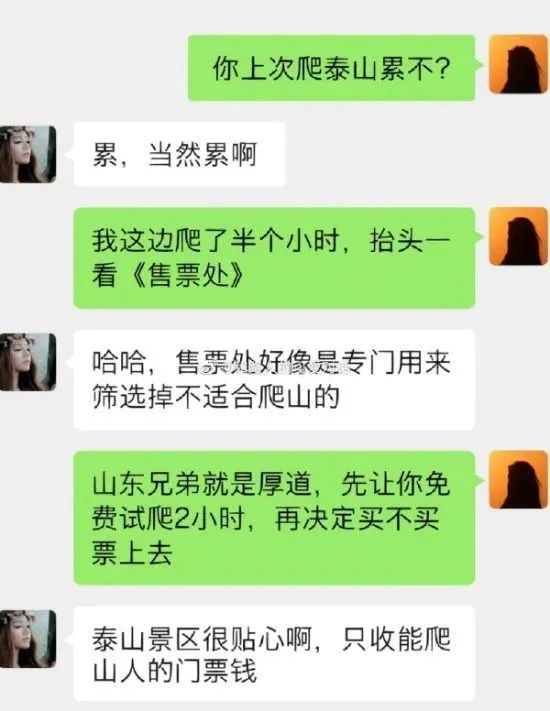 你上次爬泰山累不?
累，当然累啊
我这边爬了半个小时，抬头一
看《售票处》
哈哈，售票处好像是专门用来
筛选掉不适合爬山的
山东兄弟就是厚道，先让你免
费试爬2小时，再决定买不买
票上去
泰山景区很贴心啊，只收能爬
山人的门票钱